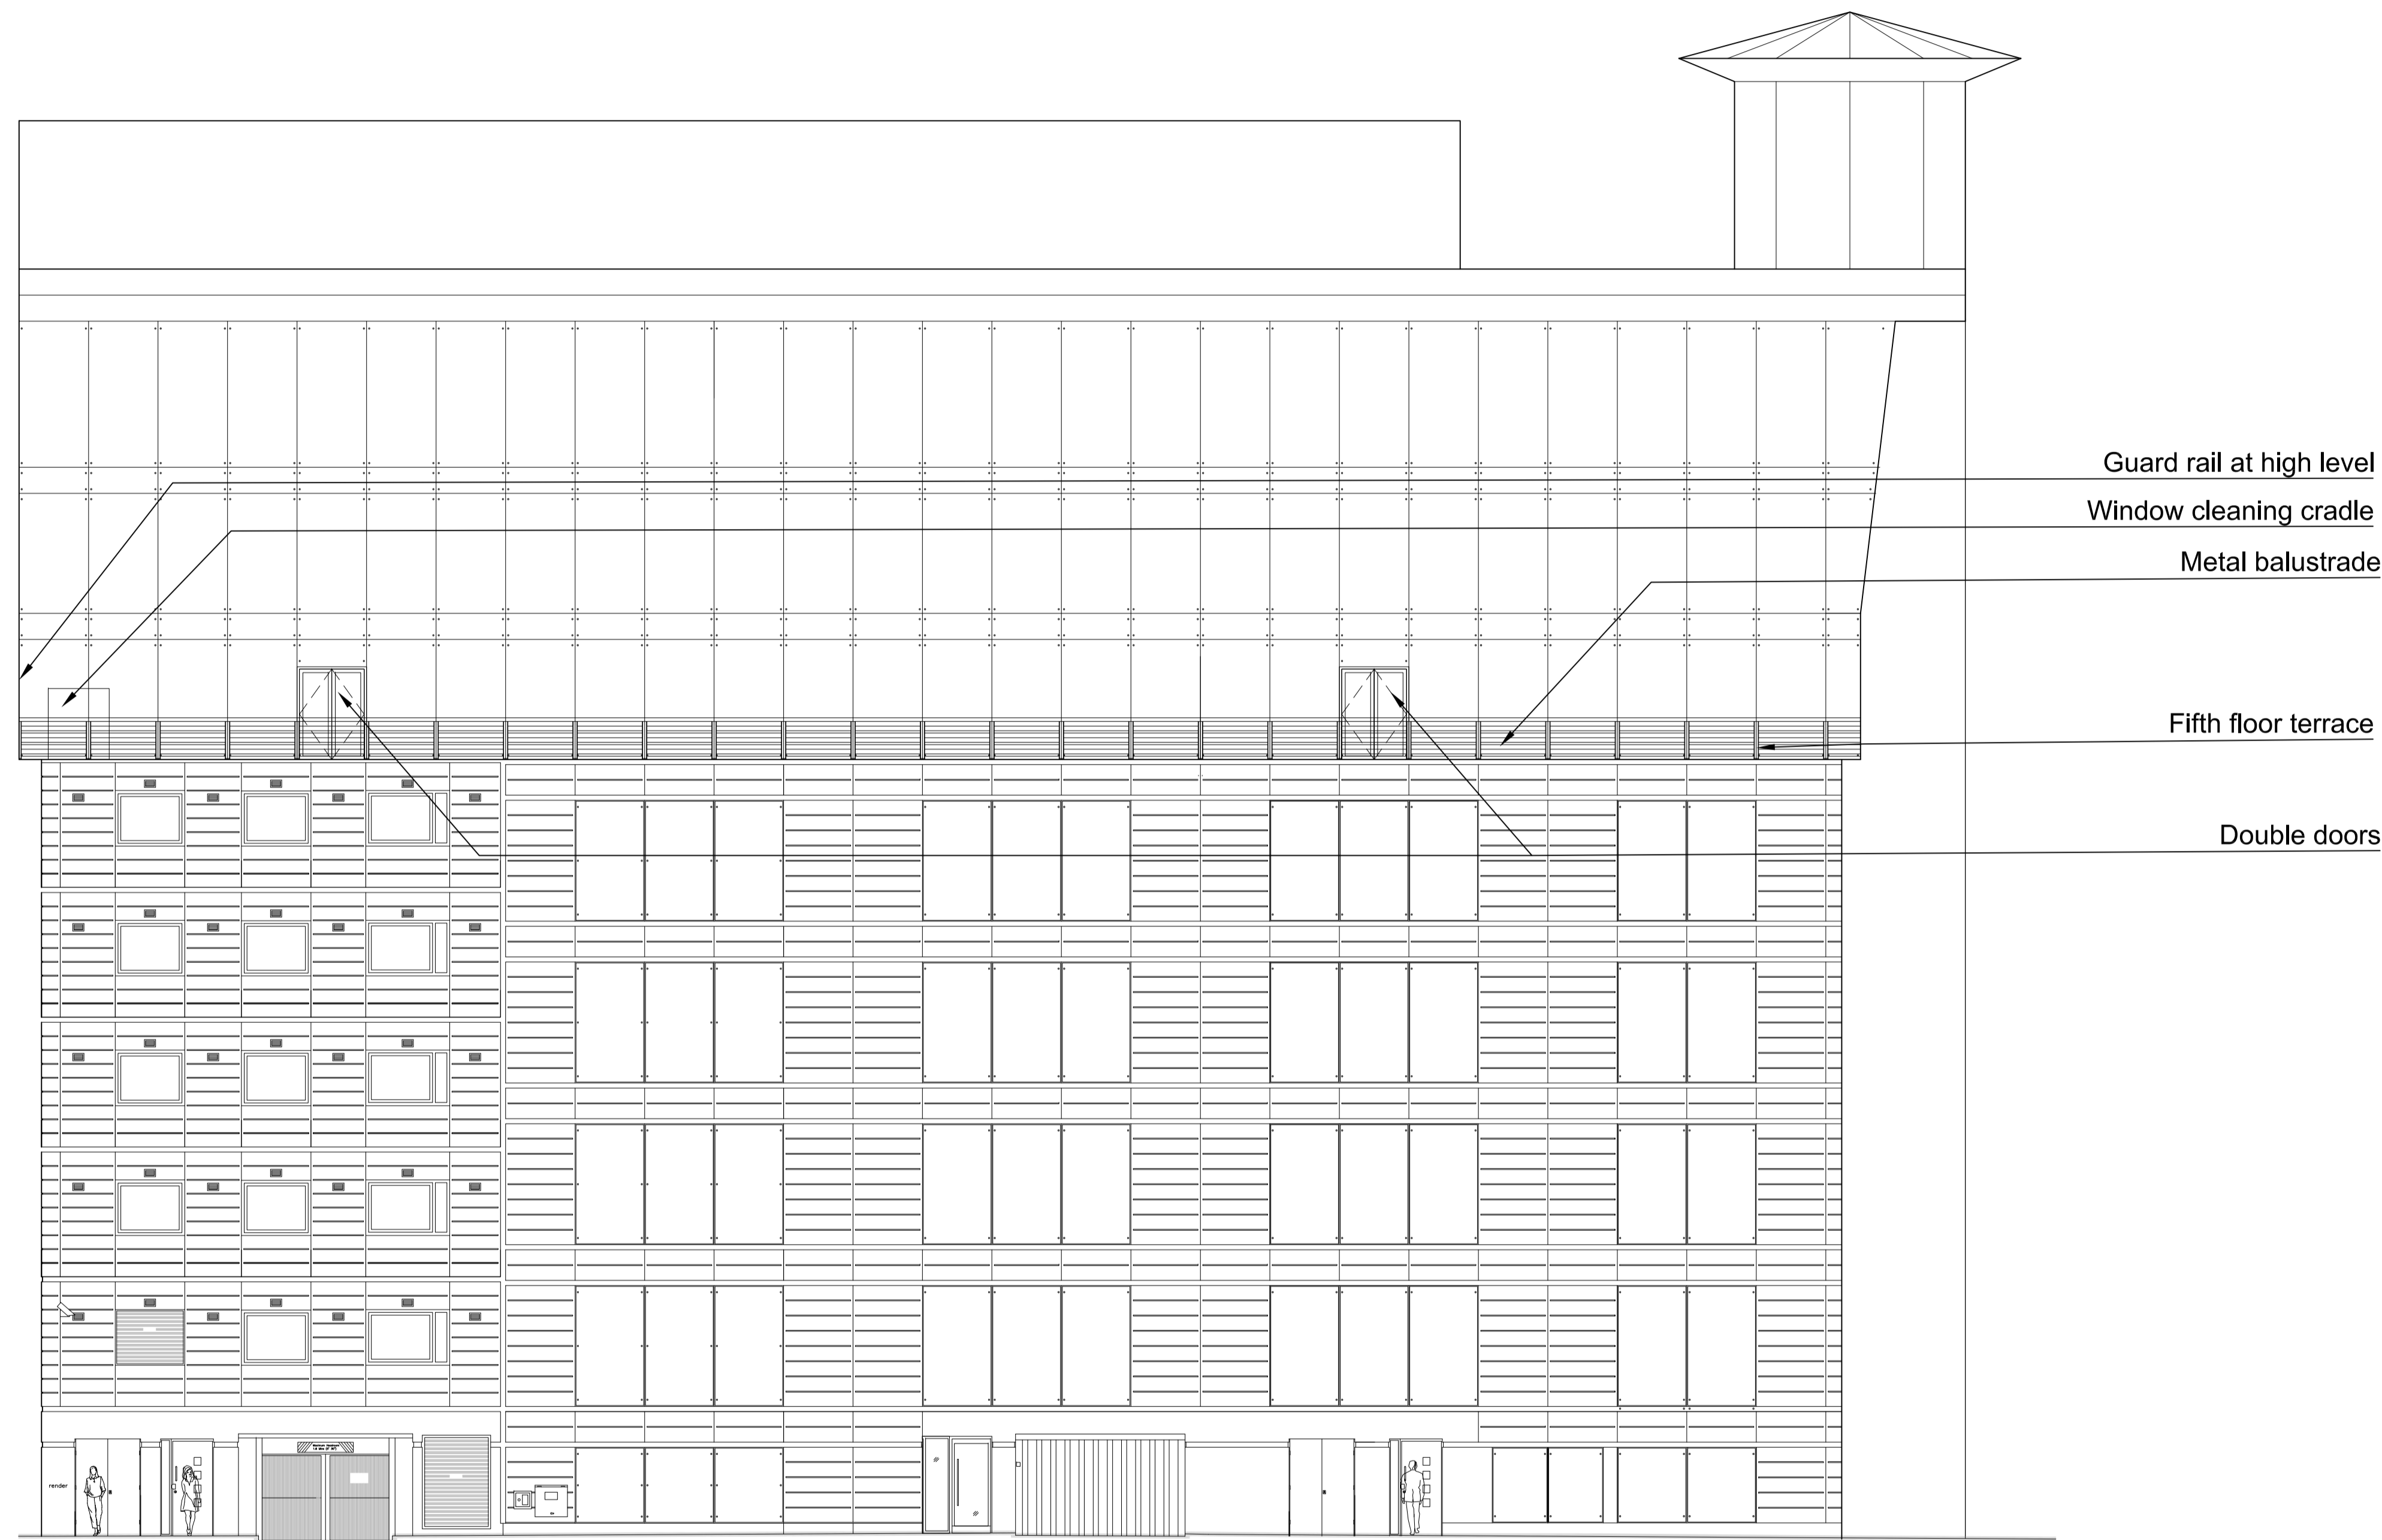 Guard rail at high level
Window cleaning cradle
Metal balustrade
Fifth floor terrace
Double doors
render